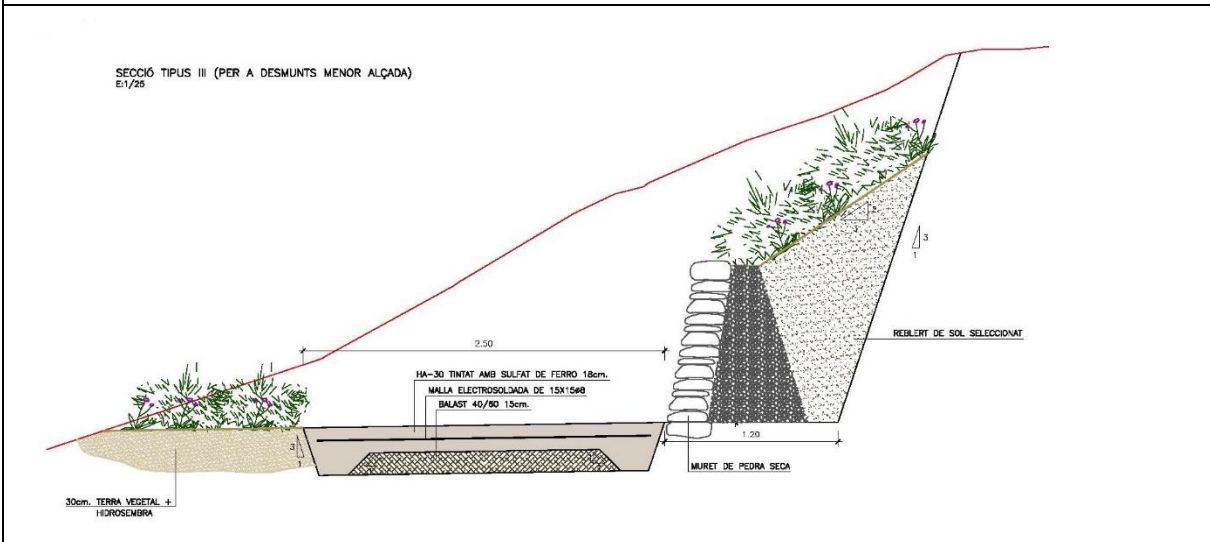 SECCIÓ TIPUS III (PER A DESMUNTS MENOR ALÇADA)
E:1/25
3
1
REBLERT DE SOL SELECCIONAT
2.50
HA-30 TINTAT AMB SULFAT DE FERRO 18cm.
MALLA ELECTROSOLDADA DE 15X15ø8
BALAST 40/60 15cm.
3
1
1.20
MURET DE PEDRA SECA
30cm. TERRA VEGETAL +
HIDROSEMBRA